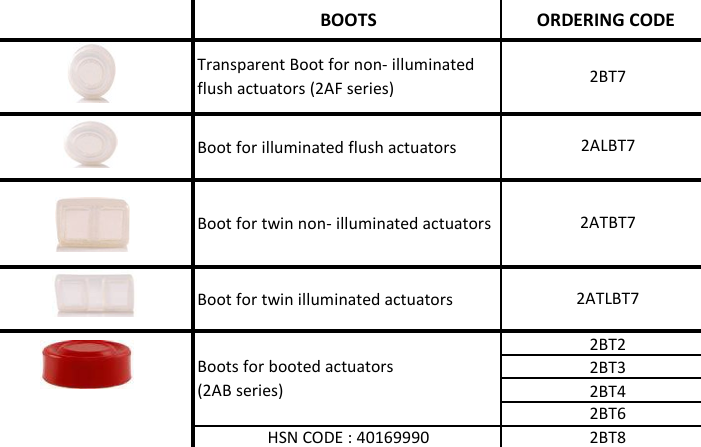 BOOTS ORDERING CODE
Transparent Boot for non- illuminated
flush actuators (2AF series)
2BT7
Boot for illuminated flush actuators 2ALBT7
Boot for twin non- illuminated actuators 2ATBT7
Boot for twin illuminated actuators 2ATLBT7
Boots for booted actuators
(2AB series)
2BT2
2BT3
2BT4
2BT6
HSN CODE : 40169990 2BT8